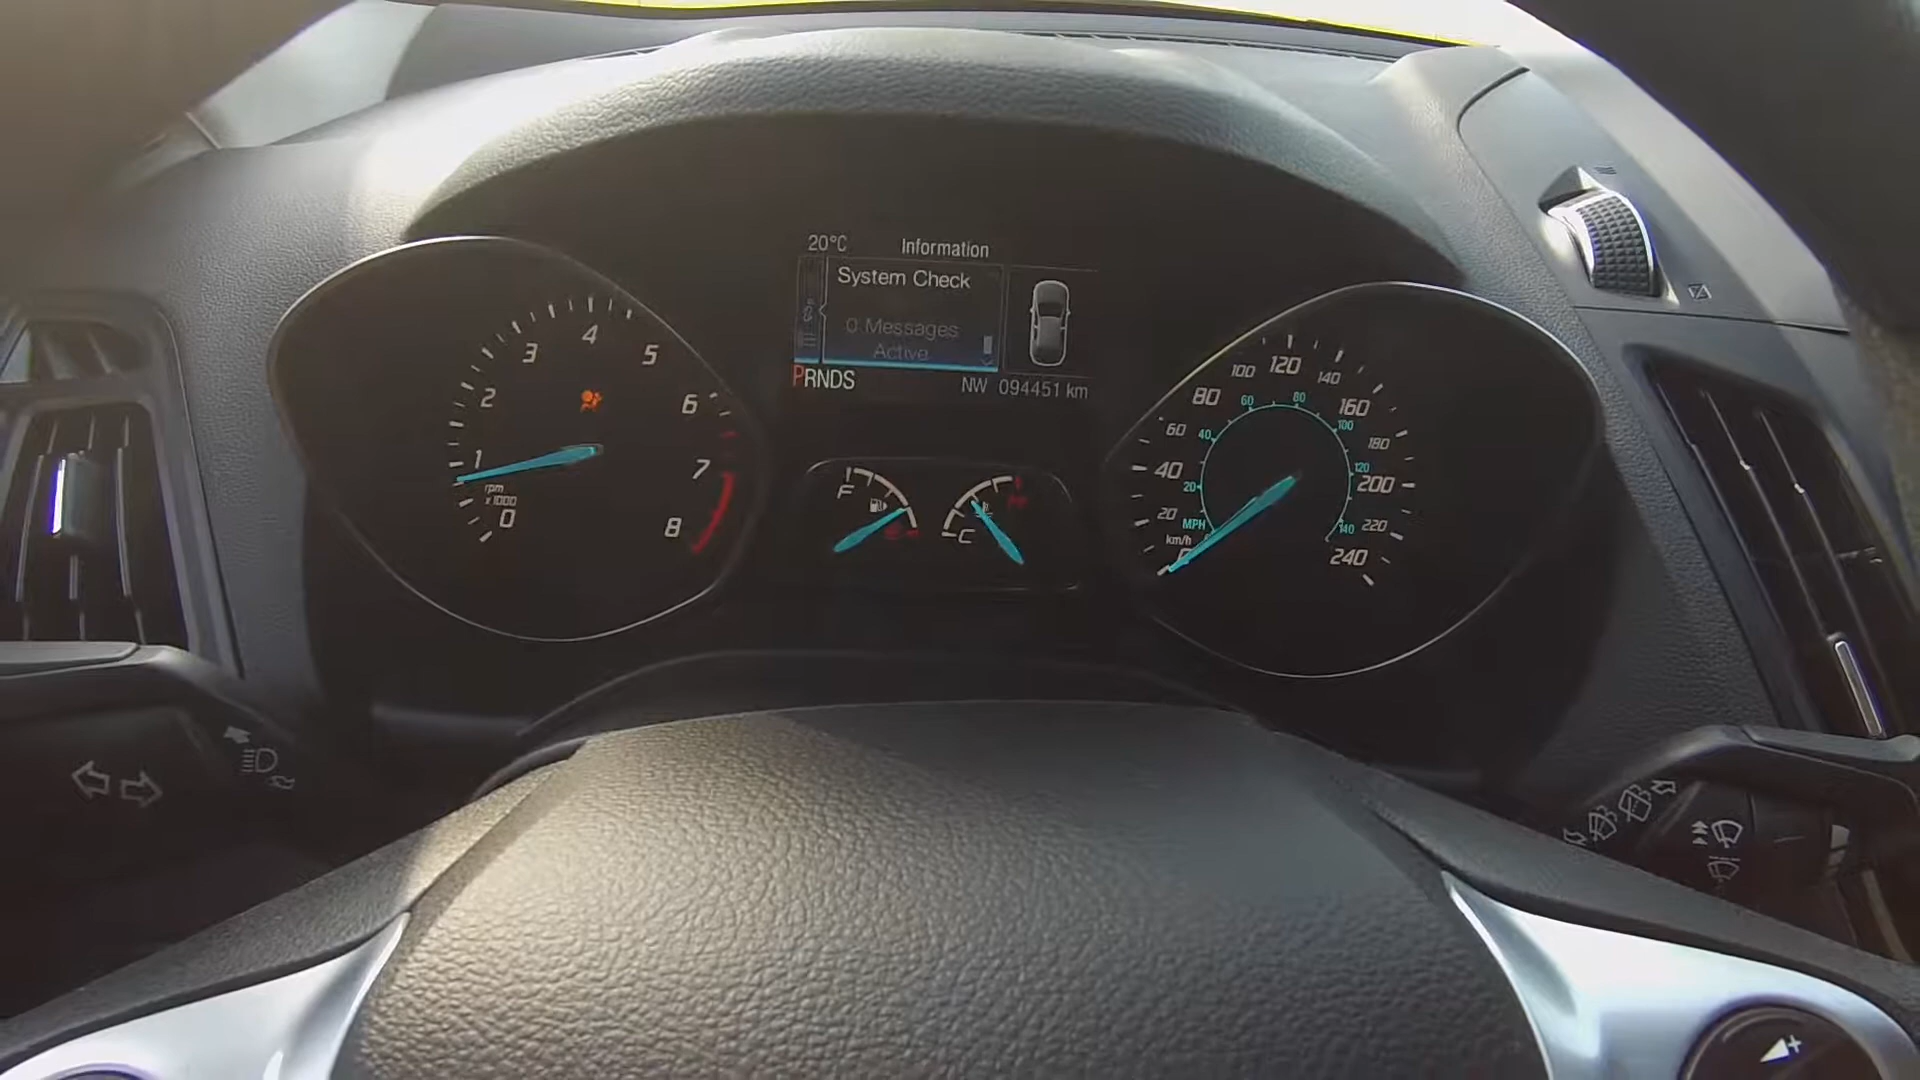 20°C Information
System Check
0 Messages
Active
PRNDS NW 094451 km
0
1
2
3
4
5
6
7
8
rpm
x 1000
F
C
H
0
20
40
60
80
100
120
140
160
180
200
220
240
km/h
MPH
20
40
60
80
100
120
140
+